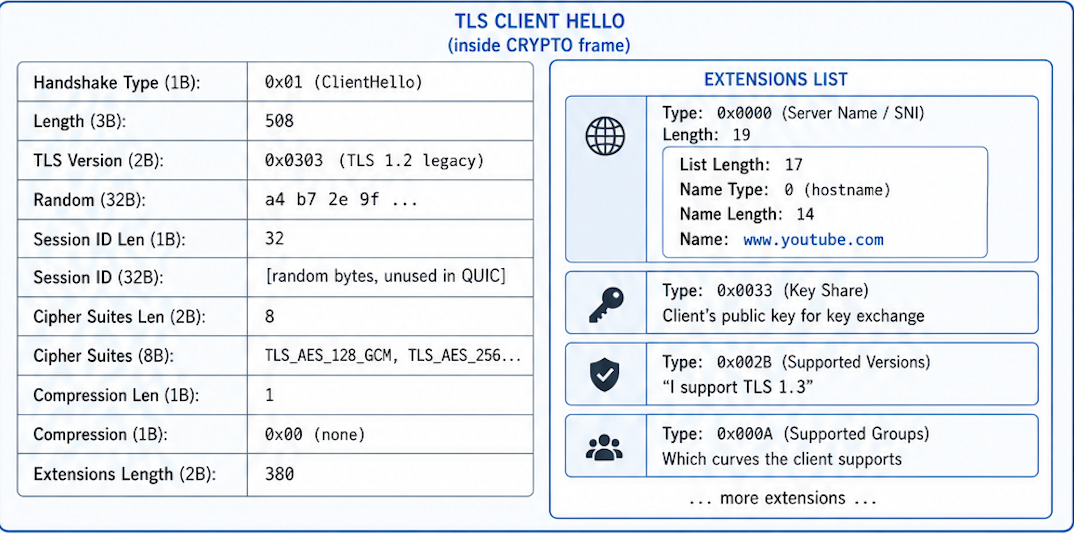 TLS CLIENT HELLO
(inside CRYPTO frame)
Handshake Type (1B): 0x01 (ClientHello)
Length (3B): 508
TLS Version (2B): 0x0303 (TLS 1.2 legacy)
Random (32B): a4 b7 2e 9f ...
Session ID Len (1B): 32
Session ID (32B): [random bytes, unused in QUIC]
Cipher Suites Len (2B): 8
Cipher Suites (8B): TLS_AES_128_GCM, TLS_AES_256...
Compression Len (1B): 1
Compression (1B): 0x00 (none)
Extensions Length (2B): 380
EXTENSIONS LIST
Type: 0x0000 (Server Name / SNI)
Length: 19
List Length: 17
Name Type: 0 (hostname)
Name Length: 14
Name: www.youtube.com
Type: 0x0033 (Key Share)
Client's public key for key exchange
Type: 0x002B (Supported Versions)
“I support TLS 1.3”
Type: 0x000A (Supported Groups)
Which curves the client supports
... more extensions ...